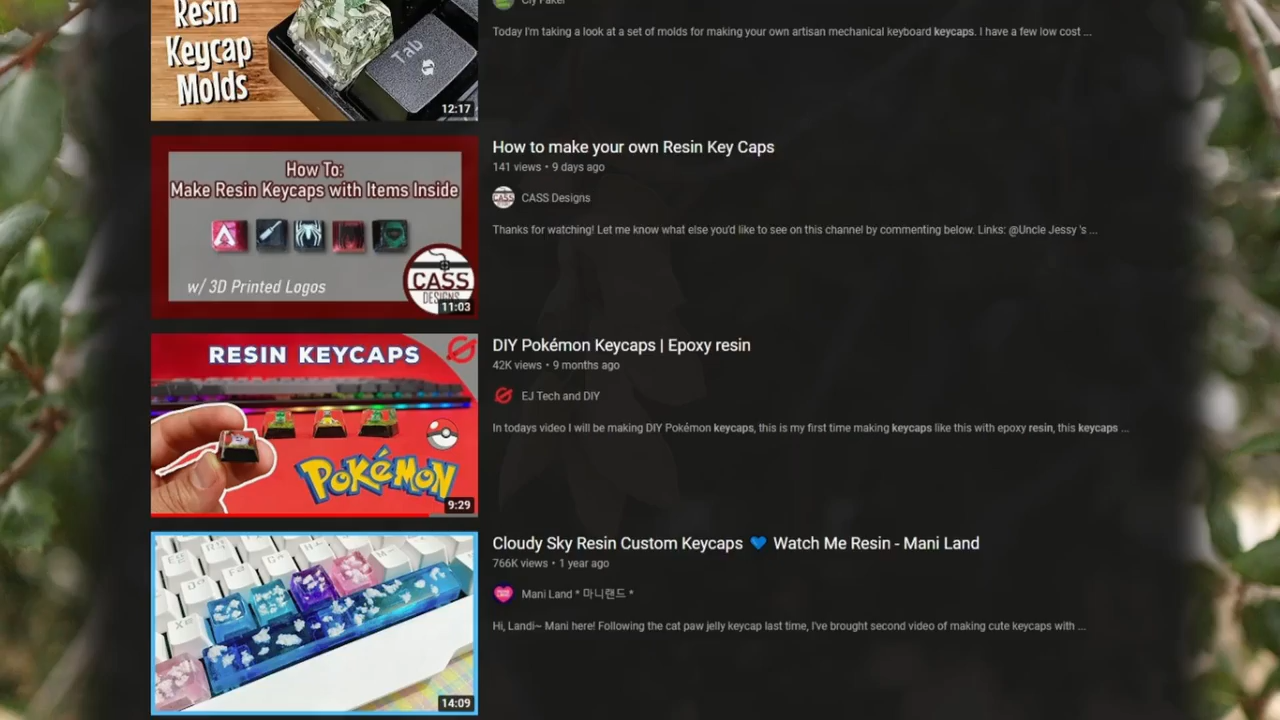 Resin
Keycap
Molds
Tab
12:17
Today I'm taking a look at a set of molds for making your own artisan mechanical keyboard keycaps. I have a few low cost ...
How To:
Make Resin Keycaps with Items Inside
w/ 3D Printed Logos
CASS
DESIGNS
11:03
How to make your own Resin Key Caps
141 views • 9 days ago
CASS
CASS Designs
Thanks for watching! Let me know what else you'd like to see on this channel by commenting below. Links: @Uncle Jessy 's ...
RESIN KEYCAPS
POKéMON
9:29
DIY Pokémon Keycaps | Epoxy resin
42K views • 9 months ago
EJ Tech and DIY
In todays video I will be making DIY Pokémon keycaps, this is my first time making keycaps like this with epoxy resin, this keycaps ...
14:09
Cloudy Sky Resin Custom Keycaps 💙 Watch Me Resin - Mani Land
766K views • 1 year ago
Mani Land * 마니랜드 *
Hi, Landi~ Mani here! Following the cat paw jelly keycap last time, I've brought second video of making cute keycaps with ...